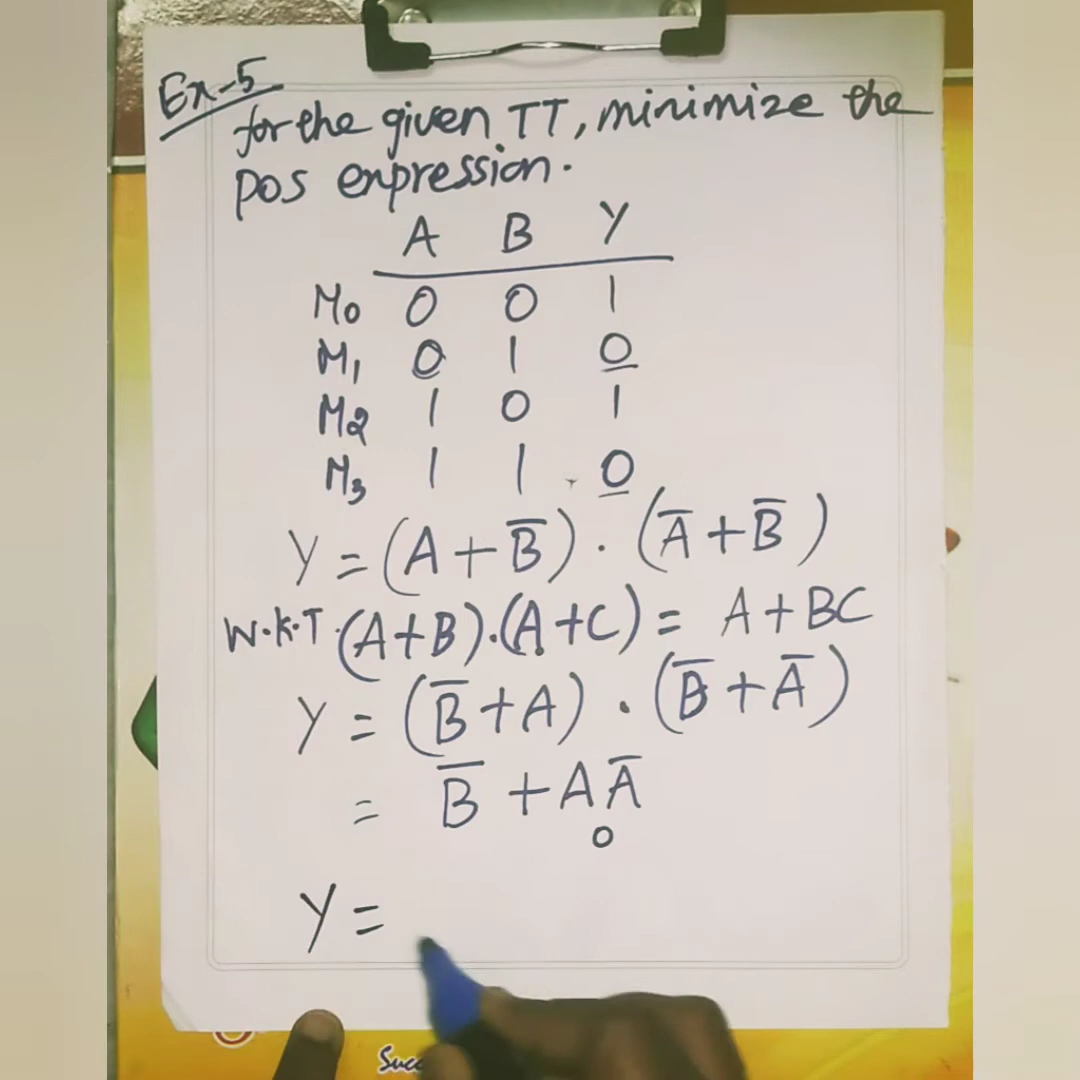 Ex-5
for the given TT, minimize the
POS expression.
A B Y
M0 0 0 1
M1 0 1 0
M2 1 0 1
M3 1 1 0
Y = (A + B̅) . (A̅ + B̅)
W.K.T. (A+B).(A+C) = A + BC
Y = (B̅ + A) . (B̅ + A̅)
= B̅ + AA̅
0
Y =